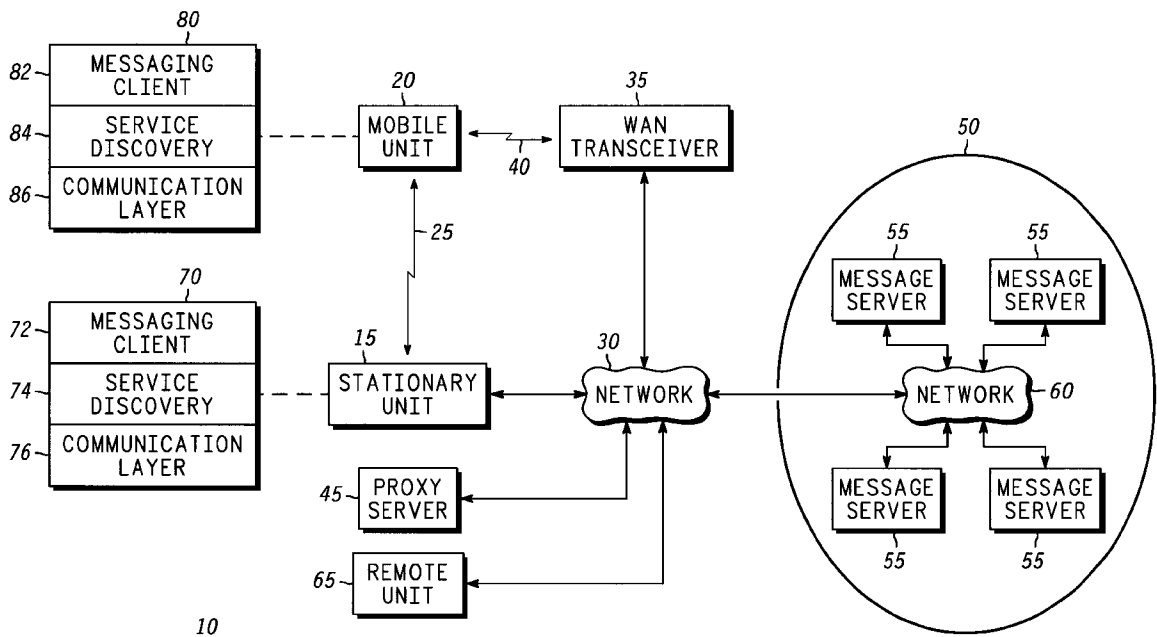 80
82
MESSAGING
CLIENT
84
SERVICE
DISCOVERY
86
COMMUNICATION
LAYER
20
MOBILE
UNIT
40
35
WAN
TRANSCEIVER
25
70
72
MESSAGING
CLIENT
74
SERVICE
DISCOVERY
76
COMMUNICATION
LAYER
15
STATIONARY
UNIT
30
NETWORK
45
PROXY
SERVER
65
REMOTE
UNIT
50
55
MESSAGE
SERVER
55
MESSAGE
SERVER
NETWORK
60
MESSAGE
SERVER
55
MESSAGE
SERVER
55
10